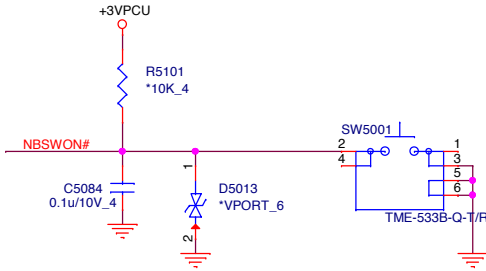 +3VPCU
R5101
*10K_4
SW5001
NBSWON#
2
1
4
3
5
6
1
C5084
0.1u/10V_4
D5013
*VPORT_6
2
TME-533B-Q-T/R